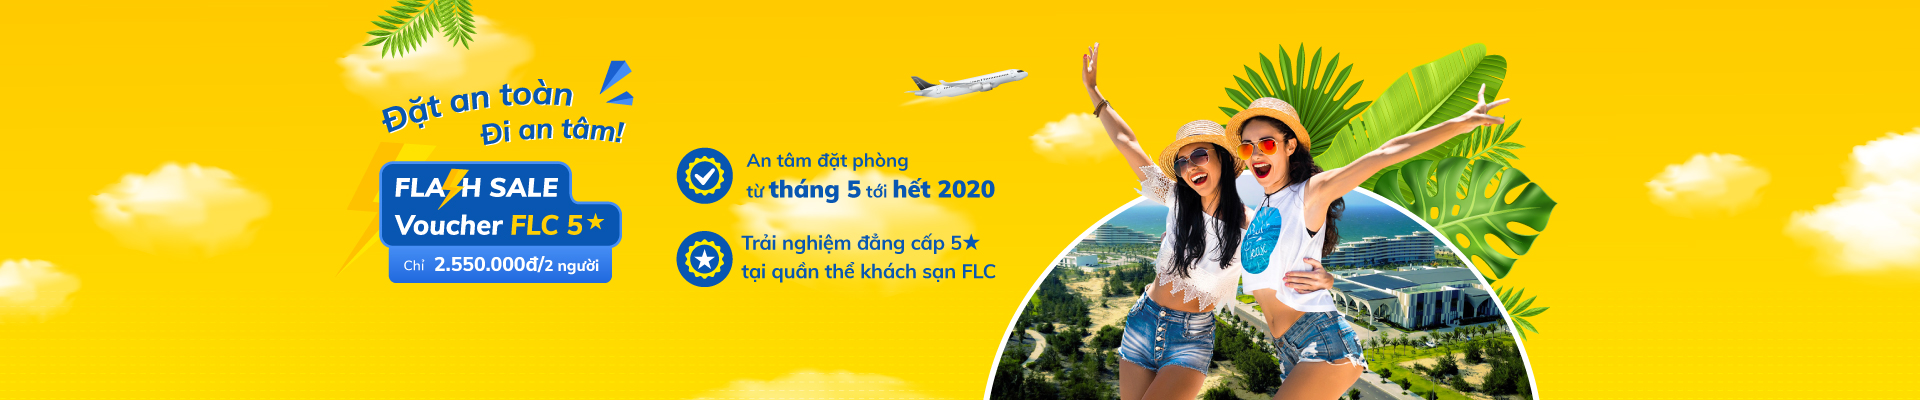 Đặt an toàn
Đi an tâm!
FLASH SALE
Voucher FLC 5★
Chỉ 2.550.000đ/2 người
An tâm đặt phòng
từ tháng 5 tới hết 2020
Trải nghiệm đẳng cấp 5★
tại quần thể khách sạn FLC